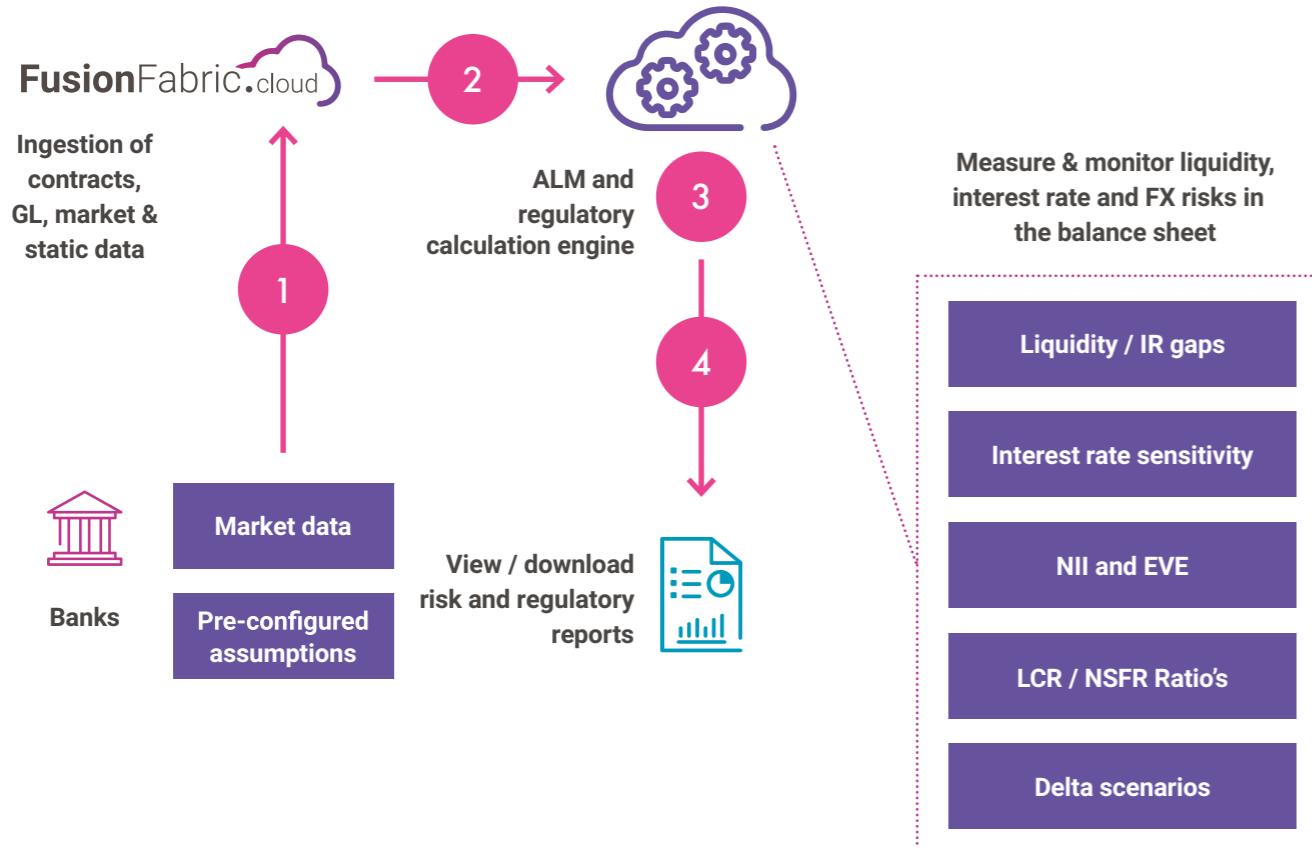 FusionFabric.cloud
2
Ingestion of
contracts,
GL, market &
static data
1
ALM and
regulatory
calculation engine
3
4
Measure & monitor liquidity,
interest rate and FX risks in
the balance sheet
Liquidity / IR gaps
Interest rate sensitivity
NII and EVE
LCR / NSFR Ratio’s
Delta scenarios
Banks
Market data
Pre-configured
assumptions
View / download
risk and regulatory
reports